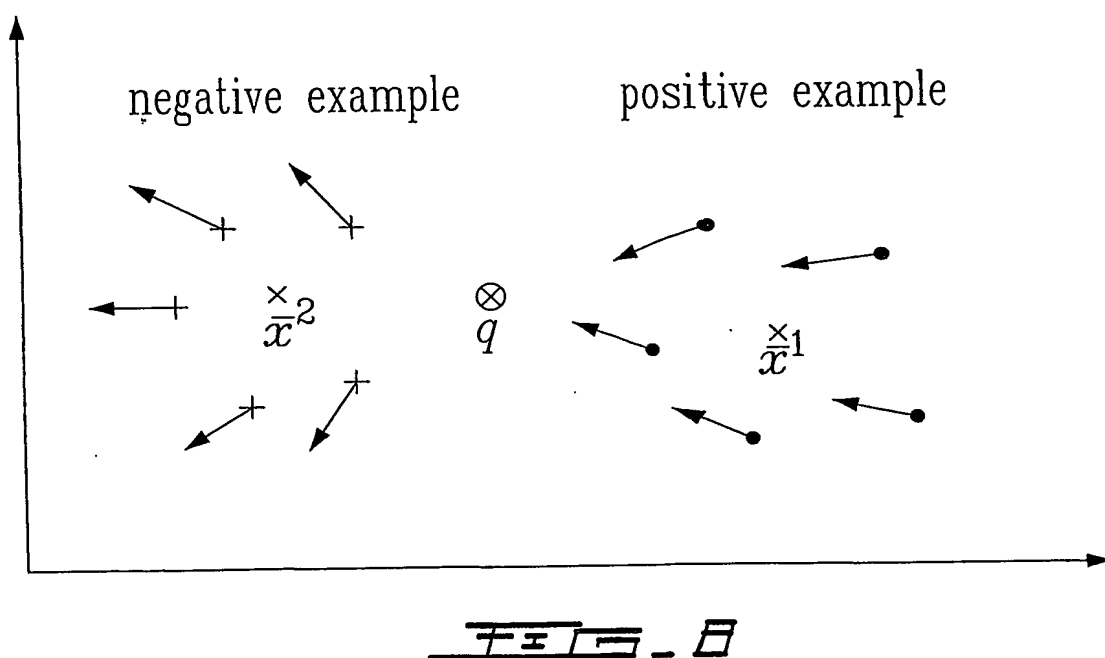 negative example
positive example
× x̄²
⊗ q
× x̄¹
FIG_8